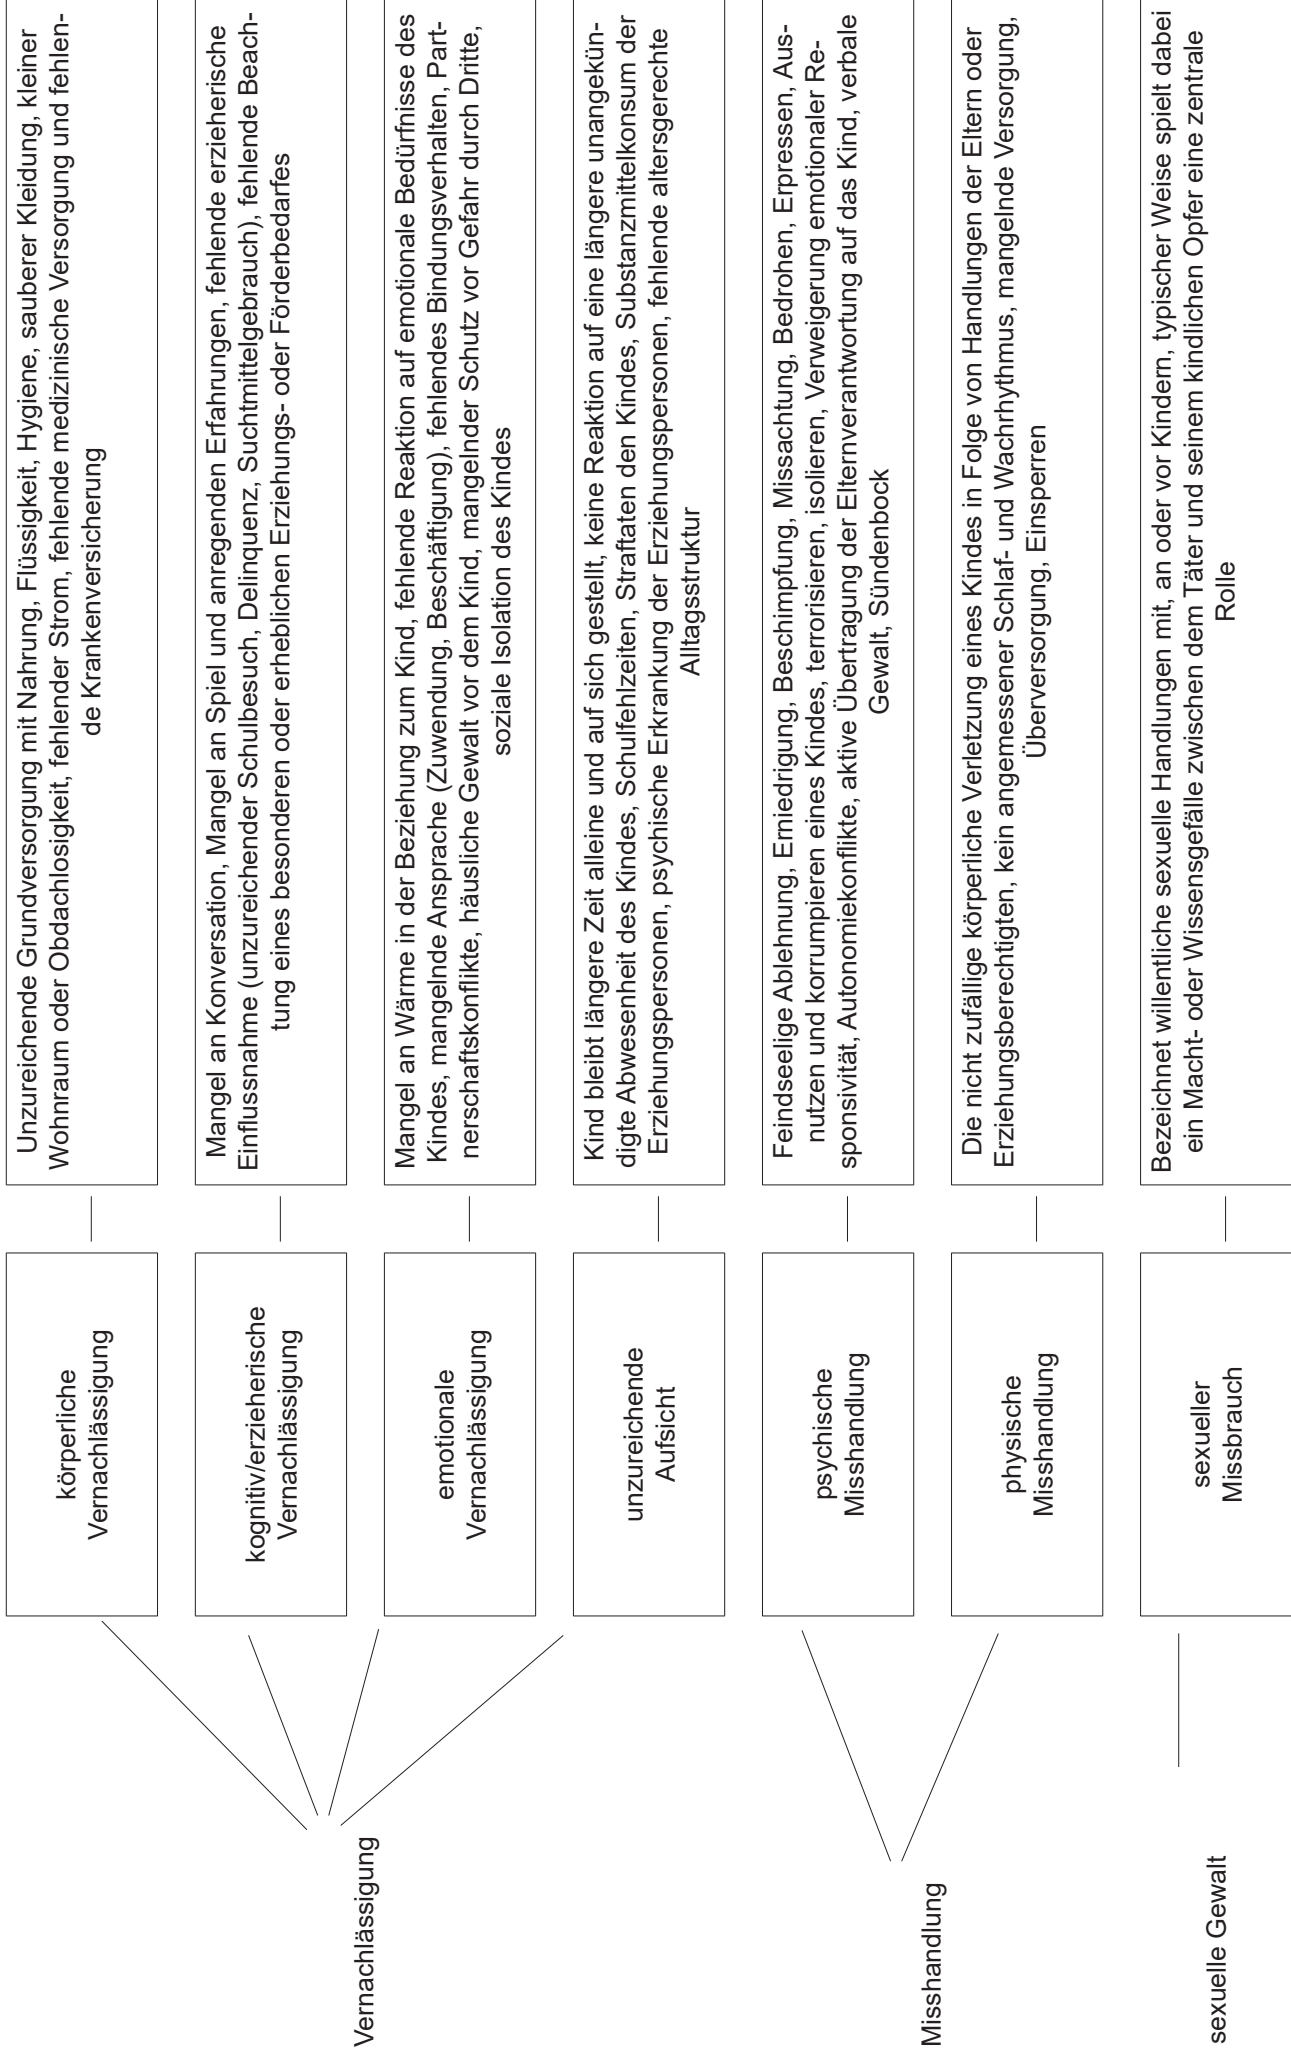 Vernachlässigung
körperliche
Vernachlässigung
Unzureichende Grundversorgung mit Nahrung, Flüssigkeit, Hygiene, sauberer Kleidung, kleiner
Wohnraum oder Obdachlosigkeit, fehlender Strom, fehlende medizinische Versorgung und fehlen-
de Krankenversicherung
kognitiv/erzieherische
Vernachlässigung
Mangel an Konversation, Mangel an Spiel und anregenden Erfahrungen, fehlende erzieherische
Einflussnahme (unzureichender Schulbesuch, Delinquenz, Suchtmittelgebrauch), fehlende Beach-
tung eines besonderen oder erheblichen Erziehungs- oder Förderbedarfes
emotionale
Vernachlässigung
Mangel an Wärme in der Beziehung zum Kind, fehlende Reaktion auf emotionale Bedürfnisse des
Kindes, mangelnde Ansprache (Zuwendung, Beschäftigung), fehlendes Bindungsverhalten, Part-
nerschaftskonflikte, häusliche Gewalt vor dem Kind, mangelnder Schutz vor Gefahr durch Dritte,
soziale Isolation des Kindes
unzureichende
Aufsicht
Kind bleibt längere Zeit alleine und auf sich gestellt, keine Reaktion auf eine längere unangekün-
digte Abwesenheit des Kindes, Schulfehlzeiten, Straftaten den Kindes, Substanzmittelkonsum der
Erziehungspersonen, psychische Erkrankung der Erziehungspersonen, fehlende altersgerechte
Alltagsstruktur
Misshandlung
psychische
Misshandlung
Feindseelige Ablehnung, Erniedrigung, Beschimpfung, Missachtung, Bedrohen, Erpressen, Aus-
nutzen und korrumpieren eines Kindes, terrorisieren, isolieren, Verweigerung emotionaler Re-
sponsivität, Autonomiekonflikte, aktive Übertragung der Elternverantwortung auf das Kind, verbale
Gewalt, Sündenbock
physische
Misshandlung
Die nicht zufällige körperliche Verletzung eines Kindes in Folge von Handlungen der Eltern oder
Erziehungsberechtigten, kein angemessener Schlaf- und Wachrhythmus, mangelnde Versorgung,
Überversorgung, Einsperren
sexuelle Gewalt
sexueller
Missbrauch
Bezeichnet willentliche sexuelle Handlungen mit, an oder vor Kindern, typischer Weise spielt dabei
ein Macht- oder Wissensgefälle zwischen dem Täter und seinem kindlichen Opfer eine zentrale
Rolle